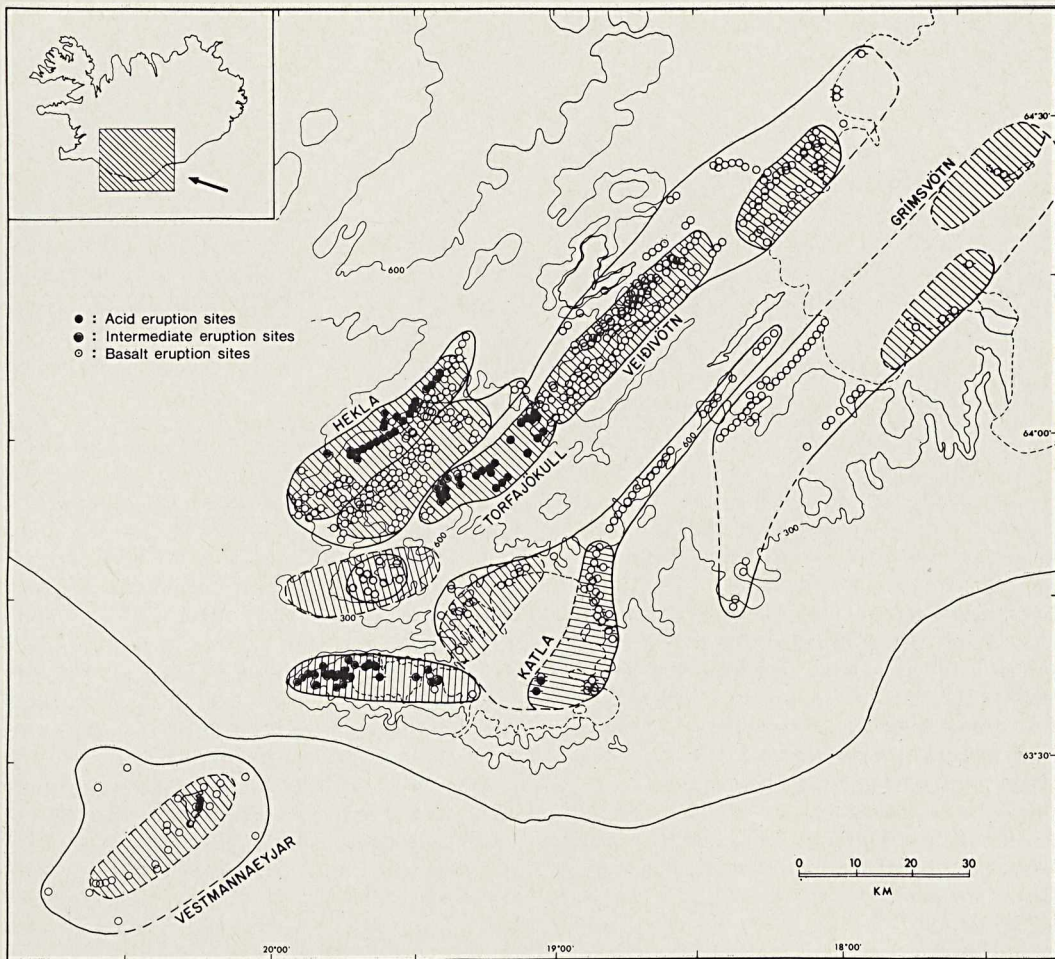 64°30'
GRÍMSVÖTN
600
● : Acid eruption sites
● : Intermediate eruption sites
○ : Basalt eruption sites
VEIDIVÖTN
HEKLA
64°00'
600
TORFAJÖKULL
300
600
300
KATLA
63°30'
VESTMANNAEYJAR
0 10 20 30
KM
20°00'
19°00'
18°00'